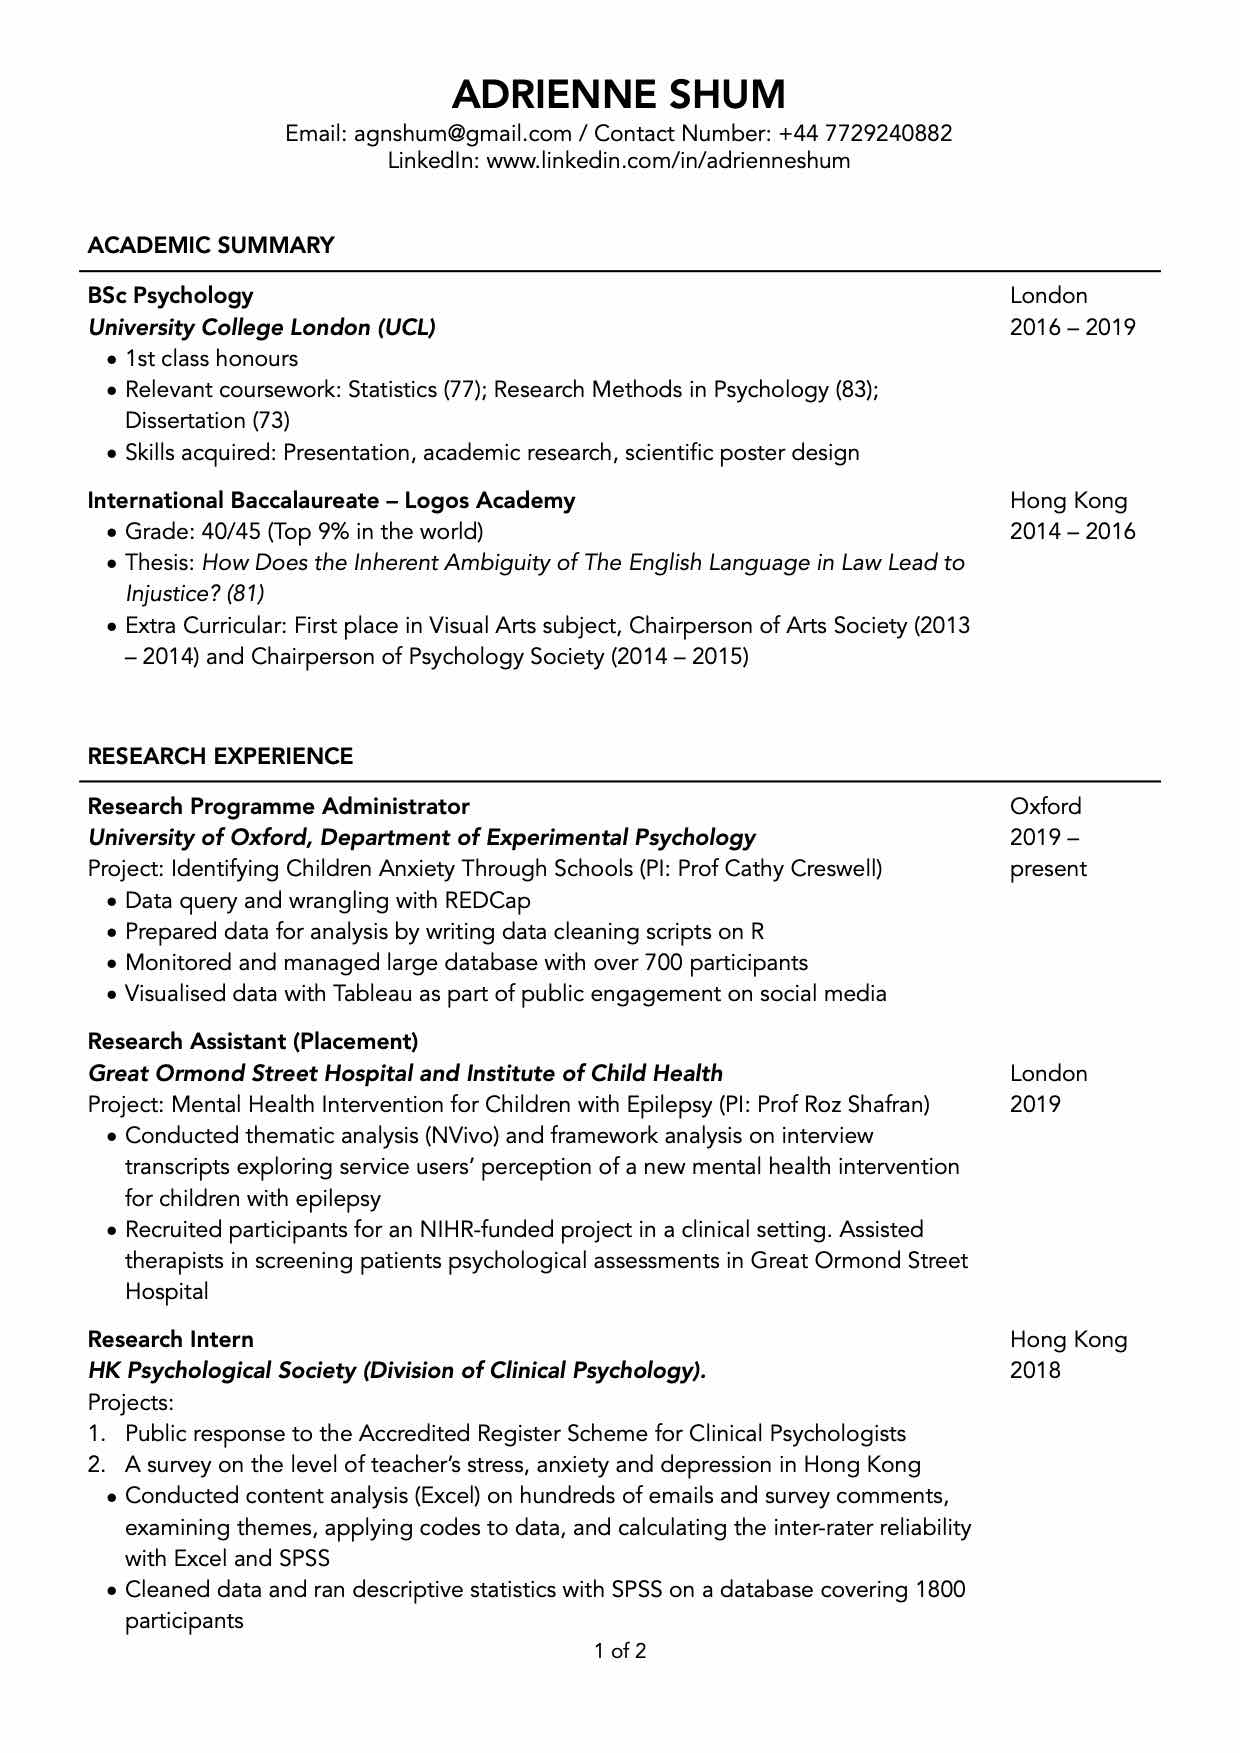 ADRIENNE SHUM
Email: agnshum@gmail.com / Contact Number: +44 7729240882
LinkedIn: www.linkedin.com/in/adrienneshum
ACADEMIC SUMMARY
BSc Psychology London
University College London (UCL) 2016 – 2019
• 1st class honours
• Relevant coursework: Statistics (77); Research Methods in Psychology (83);
Dissertation (73)
• Skills acquired: Presentation, academic research, scientific poster design
International Baccalaureate – Logos Academy Hong Kong
• Grade: 40/45 (Top 9% in the world) 2014 – 2016
• Thesis: How Does the Inherent Ambiguity of The English Language in Law Lead to
Injustice? (81)
• Extra Curricular: First place in Visual Arts subject, Chairperson of Arts Society (2013
– 2014) and Chairperson of Psychology Society (2014 – 2015)
RESEARCH EXPERIENCE
Research Programme Administrator Oxford
University of Oxford, Department of Experimental Psychology 2019 –
Project: Identifying Children Anxiety Through Schools (PI: Prof Cathy Creswell) present
• Data query and wrangling with REDCap
• Prepared data for analysis by writing data cleaning scripts on R
• Monitored and managed large database with over 700 participants
• Visualised data with Tableau as part of public engagement on social media
Research Assistant (Placement)
Great Ormond Street Hospital and Institute of Child Health London
Project: Mental Health Intervention for Children with Epilepsy (PI: Prof Roz Shafran) 2019
• Conducted thematic analysis (NVivo) and framework analysis on interview
transcripts exploring service users’ perception of a new mental health intervention
for children with epilepsy
• Recruited participants for an NIHR-funded project in a clinical setting. Assisted
therapists in screening patients psychological assessments in Great Ormond Street
Hospital
Research Intern Hong Kong
HK Psychological Society (Division of Clinical Psychology). 2018
Projects:
1. Public response to the Accredited Register Scheme for Clinical Psychologists
2. A survey on the level of teacher’s stress, anxiety and depression in Hong Kong
• Conducted content analysis (Excel) on hundreds of emails and survey comments,
examining themes, applying codes to data, and calculating the inter-rater reliability
with Excel and SPSS
• Cleaned data and ran descriptive statistics with SPSS on a database covering 1800
participants
1 of 2